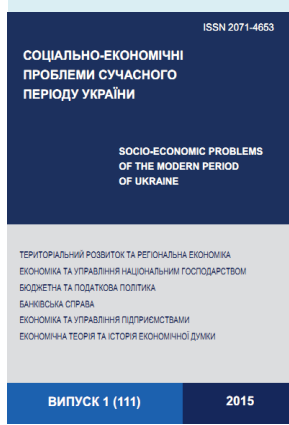 ISSN 2071-4653
СОЦІАЛЬНО-ЕКОНОМІЧНІ
ПРОБЛЕМИ СУЧАСНОГО
ПЕРІОДУ УКРАЇНИ
SOCIO-ECONOMIC PROBLEMS
OF THE MODERN PERIOD
OF UKRAINE
ТЕРИТОРІАЛЬНИЙ РОЗВИТОК ТА РЕГІОНАЛЬНА ЕКОНОМІКА
ЕКОНОМІКА ТА УПРАВЛІННЯ НАЦІОНАЛЬНИМ ГОСПОДАРСТВОМ
БЮДЖЕТНА ТА ПОДАТКОВА ПОЛІТИКА
БАНКІВСЬКА СПРАВА
ЕКОНОМІКА ТА УПРАВЛІННЯ ПІДПРИЄМСТВАМИ
ЕКОНОМІЧНА ТЕОРІЯ ТА ІСТОРІЯ ЕКОНОМІЧНОЇ ДУМКИ
ВИПУСК 1 (111)
2015